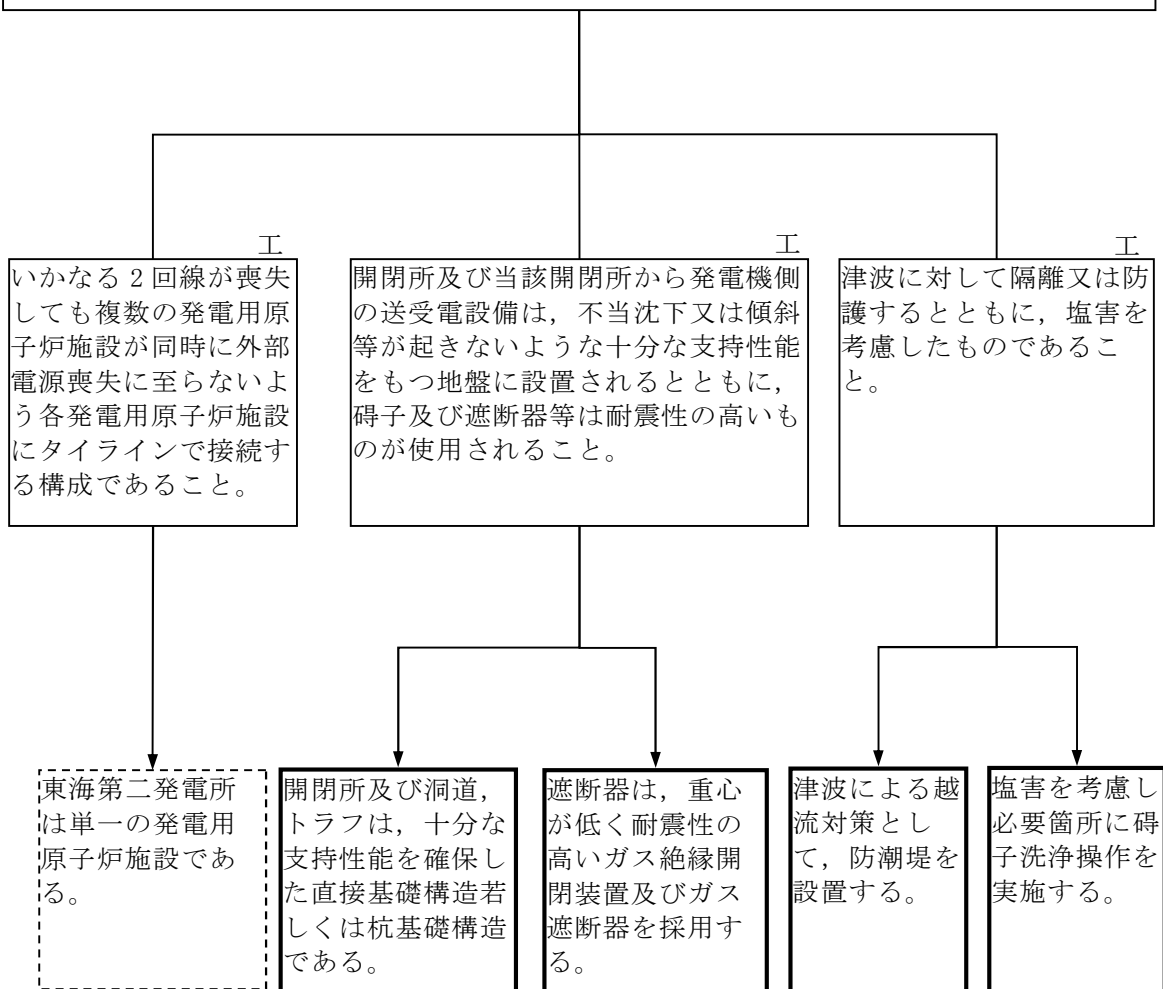 工
いかなる２回線が喪失
しても複数の発電用原
子炉施設が同時に外部
電源喪失に至らないよ
う各発電用原子炉施設
にタイラインで接続す
る構成であること。
工
開閉所及び当該開閉所から発電機側
の送受電設備は，不当沈下又は傾斜
等が起きないような十分な支持性能
をもつ地盤に設置されるとともに，
碍子及び遮断器等は耐震性の高いも
のが使用されること。
工
津波に対して隔離又は防
護するとともに，塩害を
考慮したものであるこ
と。
東海第二発電所
は単一の発電用
原子炉施設であ
る。
開閉所及び洞道，
トラフは，十分な
支持性能を確保し
た直接基礎構造若
しくは杭基礎構造
である。
遮断器は，重心
が低く耐震性の
高いガス絶縁開
閉装置及びガス
遮断器を採用す
る。
津波による越
流対策とし
て，防潮堤を
設置する。
塩害を考慮し
必要箇所に碍
子洗浄操作を
実施する。